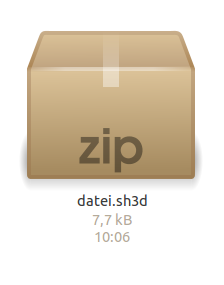 zip
datei.sh3d
7,7 kB
10:06